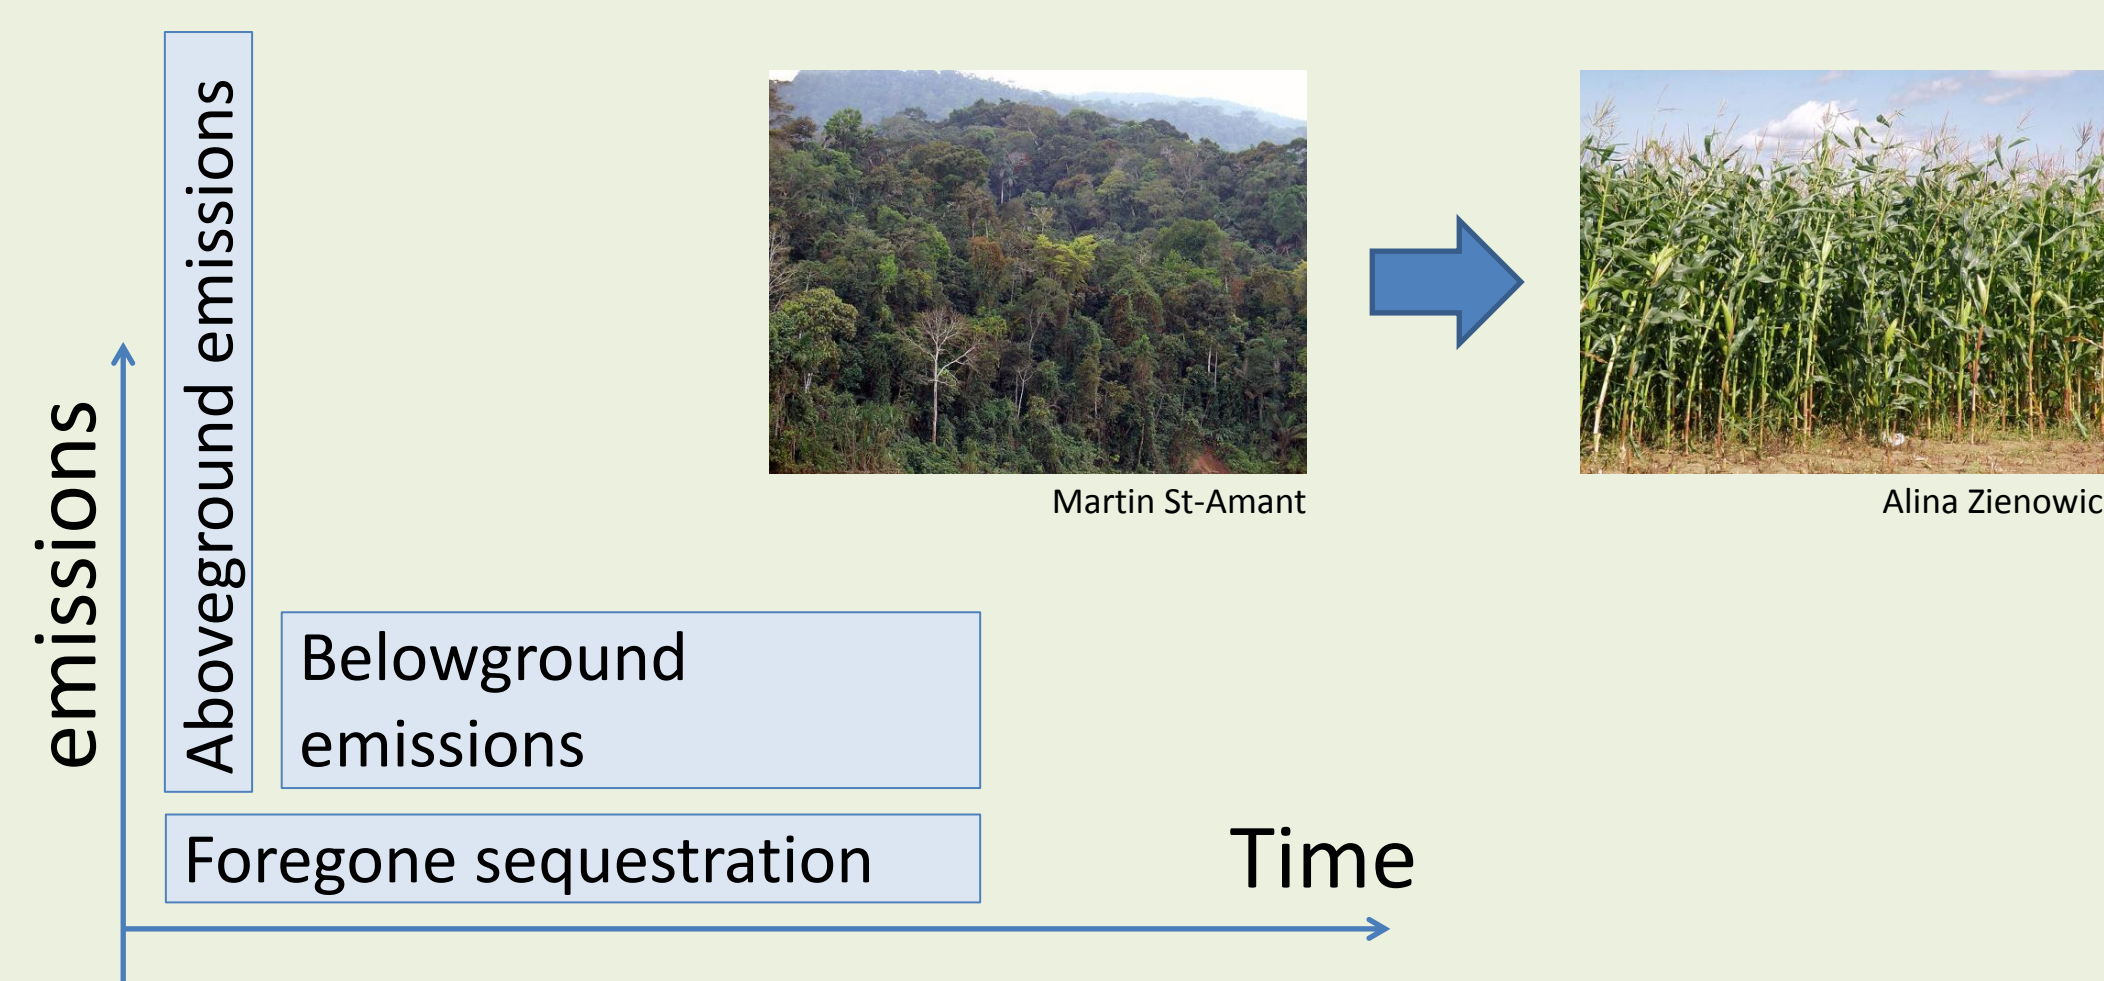 emissions
Aboveground emissions
Martin St-Amant
Alina Zienowic
Belowground
emissions
Foregone sequestration
Time